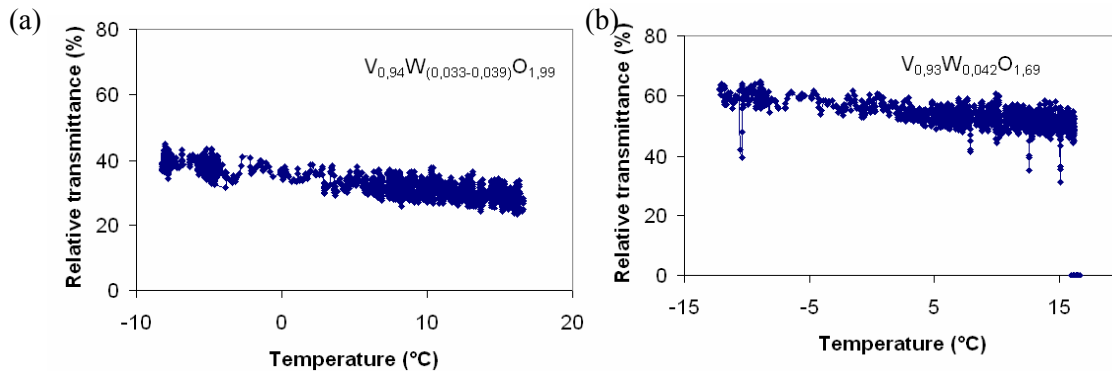 (a)
80
60
40
20
0
Relative transmittance (%)
V0,94W(0,033-0,039)O1,99
-10
0
10
20
Temperature (°C)
(b)
80
60
40
20
0
Relative transmittance (%)
V0,93W0,042O1,69
-15
-5
5
15
Temperature (°C)